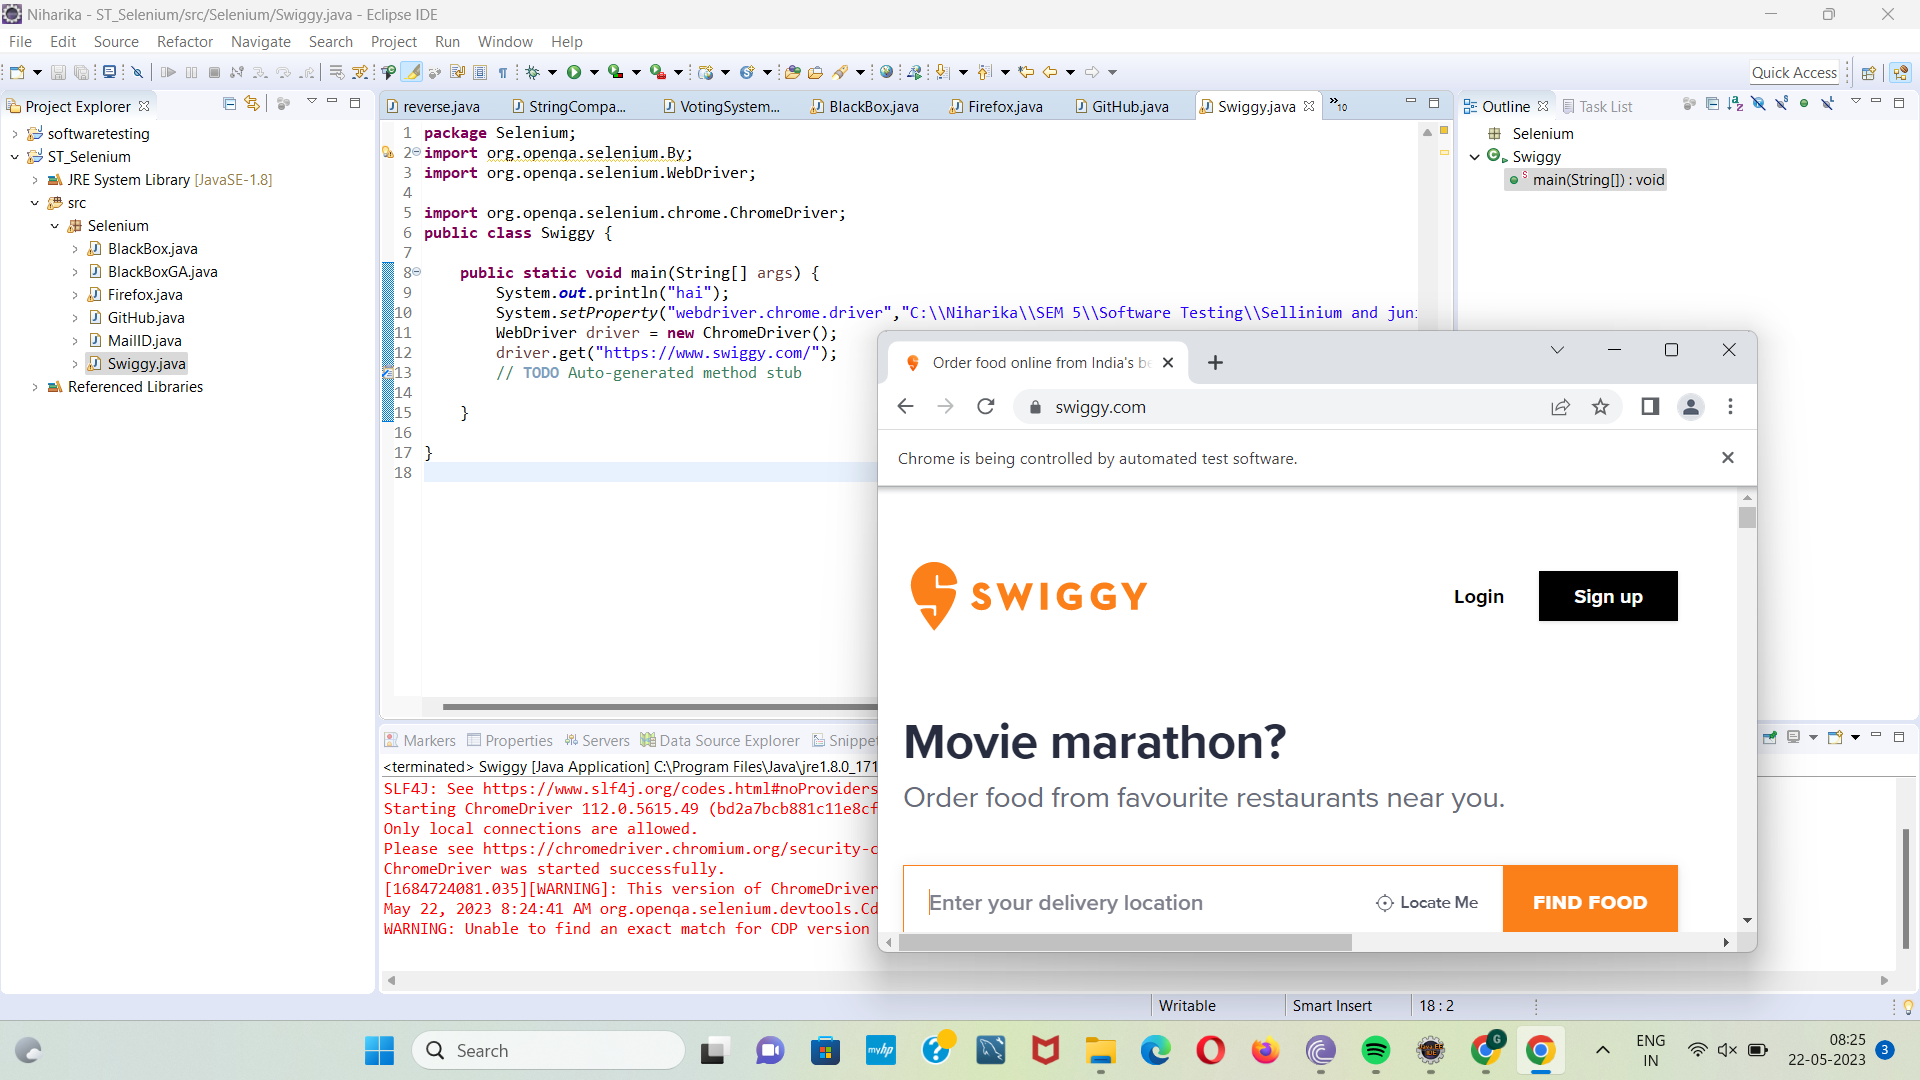 Niharika - ST_Selenium/src/Selenium/Swiggy.java - Eclipse IDE
File Edit Source Refactor Navigate Search Project Run Window Help
Quick Access
Project Explorer
softwaretesting
ST_Selenium
JRE System Library [JavaSE-1.8]
src
Selenium
BlackBox.java
BlackBoxGA.java
Firefox.java
GitHub.java
MailID.java
Swiggy.java
Referenced Libraries
reverse.java StringCompa... VotingSystem... BlackBox.java Firefox.java GitHub.java Swiggy.java »10
1 package Selenium;
2 import org.openqa.selenium.By;
3 import org.openqa.selenium.WebDriver;
4
5 import org.openqa.selenium.chrome.ChromeDriver;
6 public class Swiggy {
7
8 public static void main(String[] args) {
9 System.out.println("hai");
10 System.setProperty("webdriver.chrome.driver","C:\\Niharika\\SEM 5\\Software Testing\\Sellinium and juni
11 WebDriver driver = new ChromeDriver();
12 driver.get("https://www.swiggy.com/");
13 // TODO Auto-generated method stub
14
15 }
16
17 }
18
Outline Task List
Selenium
Swiggy
main(String[]) : void
Order food online from India's be
swiggy.com
Chrome is being controlled by automated test software.
SWIGGY
Login
Sign up
Movie marathon?
Order food from favourite restaurants near you.
Enter your delivery location
Locate Me
FIND FOOD
Markers Properties Servers Data Source Explorer Snippet
<terminated> Swiggy [Java Application] C:\Program Files\Java\jre1.8.0_171
SLF4J: See https://www.slf4j.org/codes.html#noProviders
Starting ChromeDriver 112.0.5615.49 (bd2a7bcb881c11e8cf
Only local connections are allowed.
Please see https://chromedriver.chromium.org/security-c
ChromeDriver was started successfully.
[1684724081.035][WARNING]: This version of ChromeDriver
May 22, 2023 8:24:41 AM org.openqa.selenium.devtools.Cd
WARNING: Unable to find an exact match for CDP version
Writable Smart Insert 18 : 2
Search
myhp
G
ENG
IN
08:25
22-05-2023
3